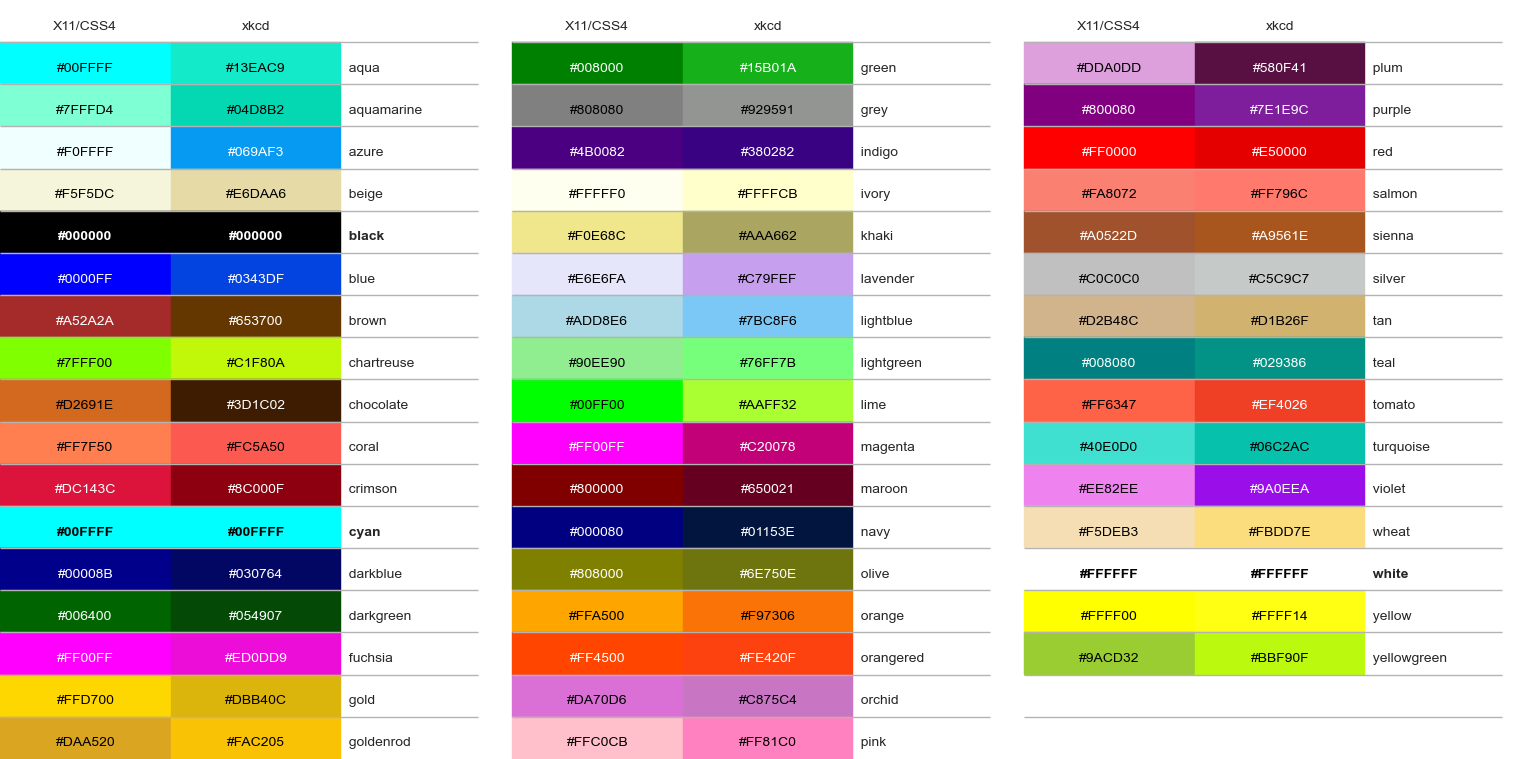 X11/CSS4 xkcd
#00FFFF #13EAC9 aqua
#7FFFD4 #04D8B2 aquamarine
#F0FFFF #069AF3 azure
#F5F5DC #E6DAA6 beige
#000000 #000000 black
#0000FF #0343DF blue
#A52A2A #653700 brown
#7FFF00 #C1F80A chartreuse
#D2691E #3D1C02 chocolate
#FF7F50 #FC5A50 coral
#DC143C #8C000F crimson
#00FFFF #00FFFF cyan
#00008B #030764 darkblue
#006400 #054907 darkgreen
#FF00FF #ED0DD9 fuchsia
#FFD700 #DBB40C gold
#DAA520 #FAC205 goldenrod
X11/CSS4 xkcd
#008000 #15B01A green
#808080 #929591 grey
#4B0082 #380282 indigo
#FFFFF0 #FFFFCB ivory
#F0E68C #AAA662 khaki
#E6E6FA #C79FEF lavender
#ADD8E6 #7BC8F6 lightblue
#90EE90 #76FF7B lightgreen
#00FF00 #AAFF32 lime
#FF00FF #C20078 magenta
#800000 #650021 maroon
#000080 #01153E navy
#808000 #6E750E olive
#FFA500 #F97306 orange
#FF4500 #FE420F orangered
#DA70D6 #C875C4 orchid
#FFC0CB #FF81C0 pink
X11/CSS4 xkcd
#DDA0DD #580F41 plum
#800080 #7E1E9C purple
#FF0000 #E50000 red
#FA8072 #FF796C salmon
#A0522D #A9561E sienna
#C0C0C0 #C5C9C7 silver
#D2B48C #D1B26F tan
#008080 #029386 teal
#FF6347 #EF4026 tomato
#40E0D0 #06C2AC turquoise
#EE82EE #9A0EEA violet
#F5DEB3 #FBDD7E wheat
#FFFFFF #FFFFFF white
#FFFF00 #FFFF14 yellow
#9ACD32 #BBF90F yellowgreen